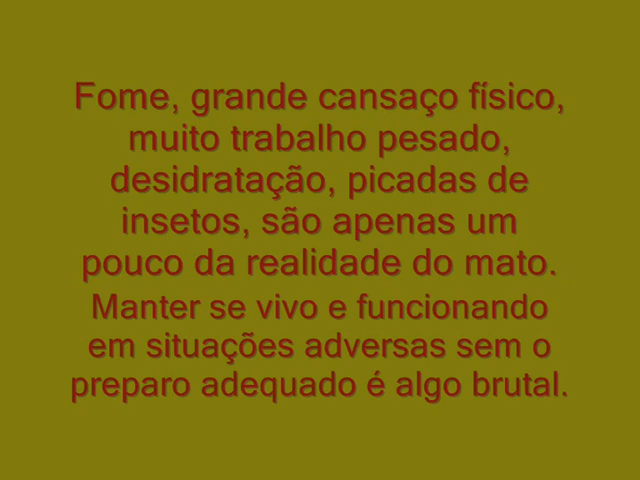 Fome, grande cansaço físico,
muito trabalho pesado,
desidratação, picadas de
insetos, são apenas um
pouco da realidade do mato.
Manter se vivo e funcionando
em situações adversas sem o
preparo adequado é algo brutal.